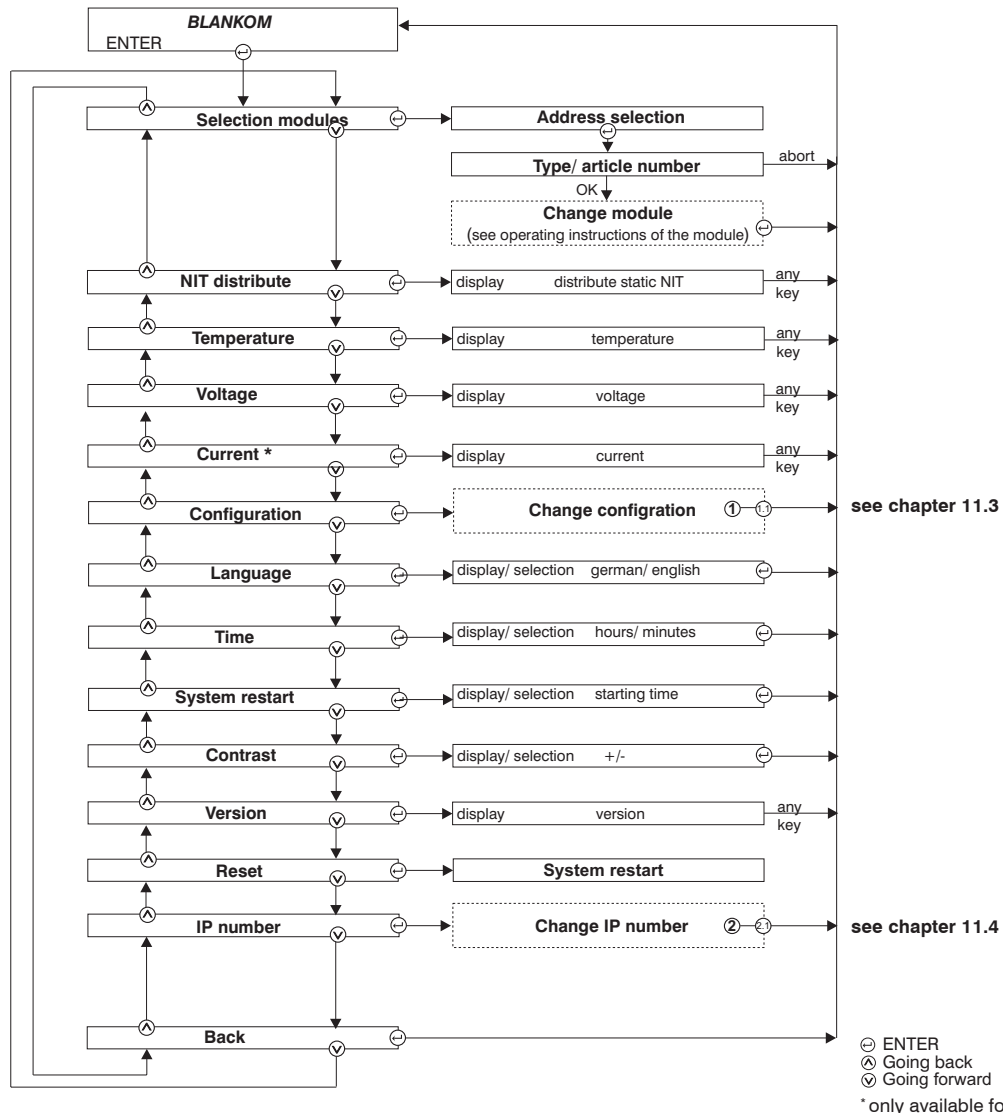 BLANKOM
ENTER
Selection modules
Address selection
Type/ article number
abort
OK
Change module
(see operating instructions of the module)
NIT distribute
display distribute static NIT
any
key
Temperature
display temperature
any
key
Voltage
display voltage
any
key
Current *
display current
any
key
Configuration
Change configration 1 1.1
see chapter 11.3
Language
display/ selection german/ english
Time
display/ selection hours/ minutes
System restart
display/ selection starting time
Contrast
display/ selection +/-
Version
display version
any
key
Reset
System restart
IP number
Change IP number 2 2.1
see chapter 11.4
Back
ENTER
Going back
Going forward
* only available fo